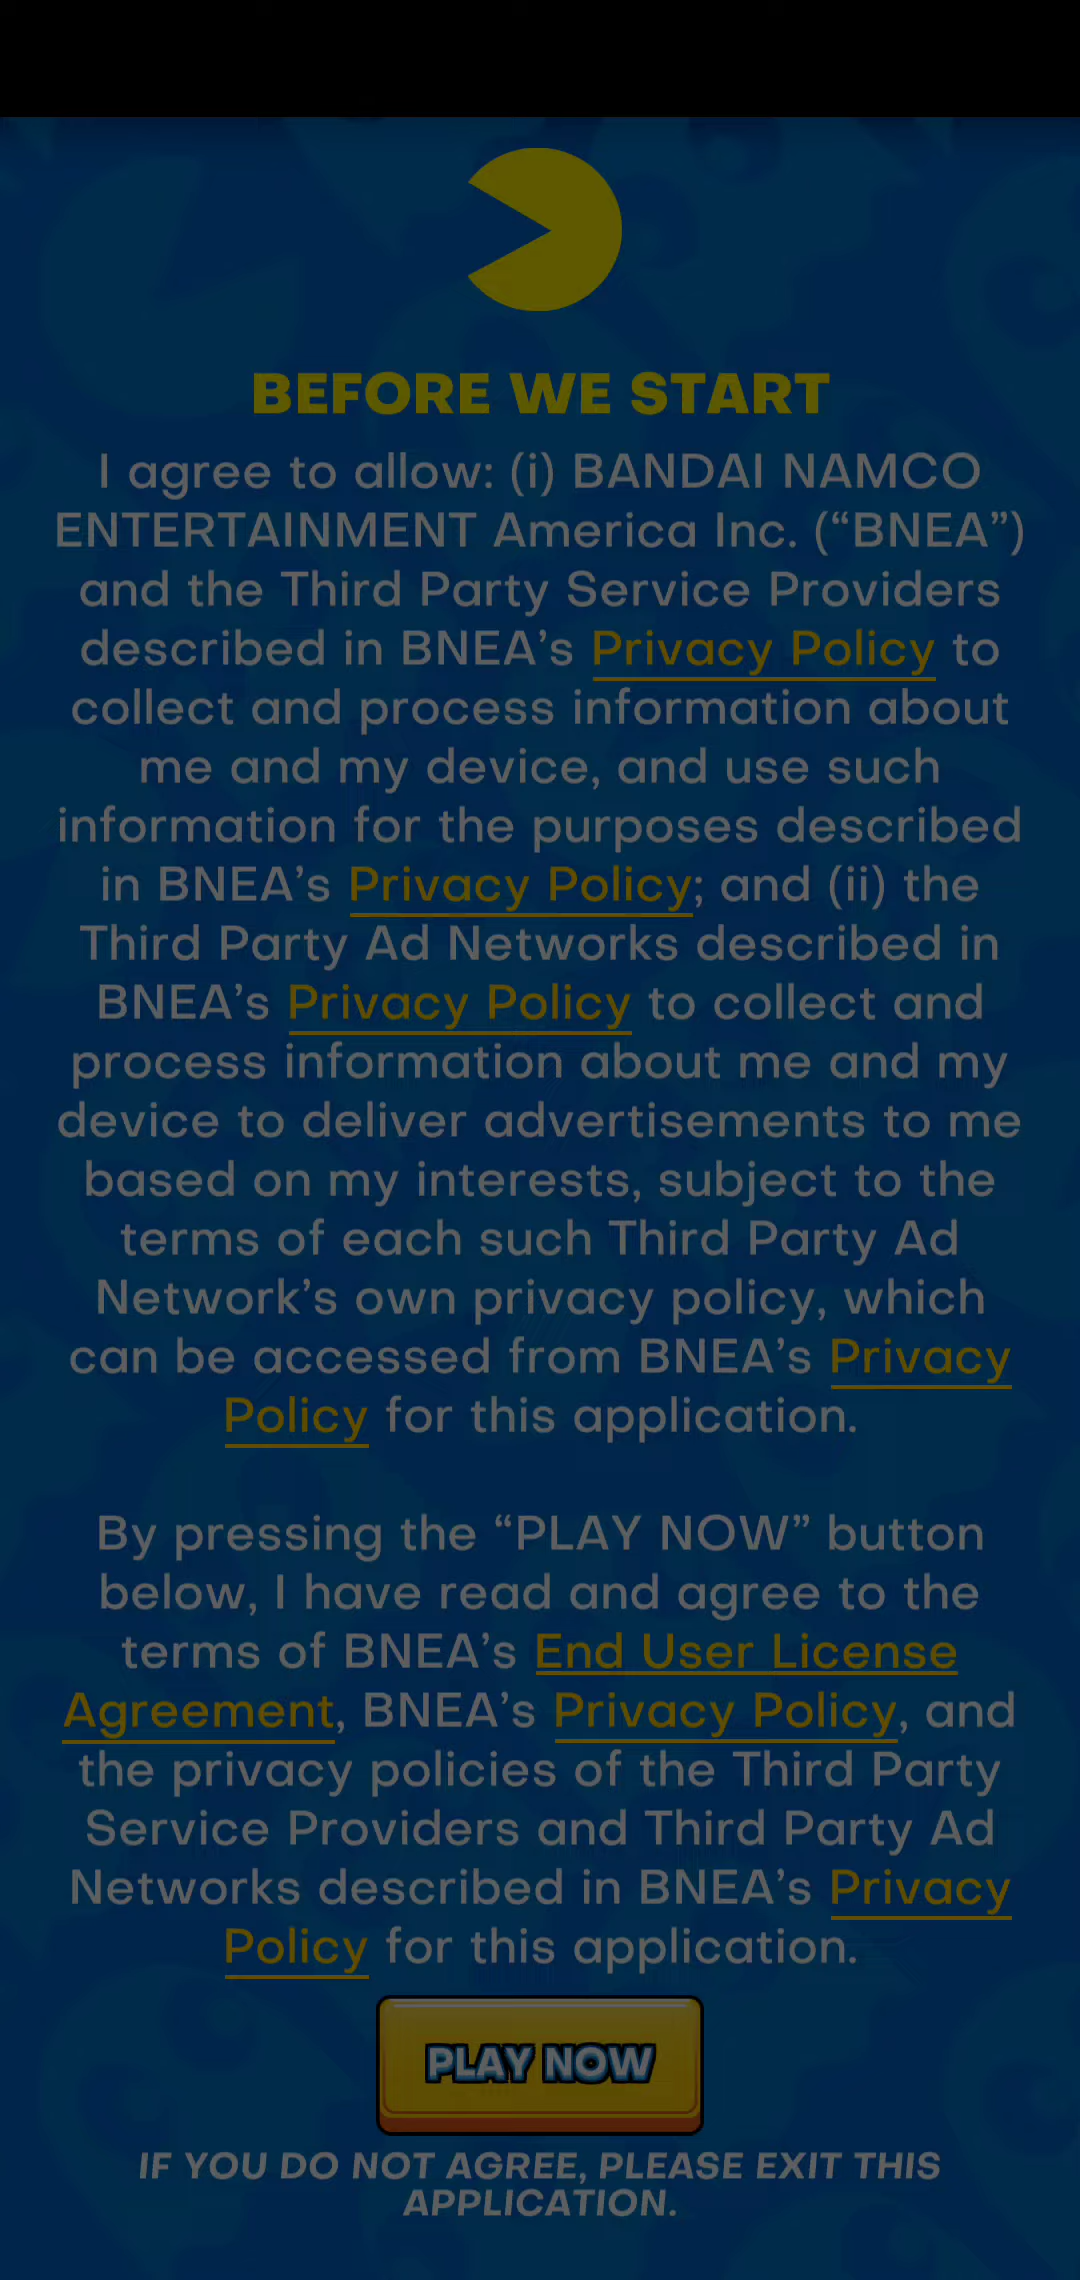 BEFORE WE START
I agree to allow: (i) BANDAI NAMCO
ENTERTAINMENT America Inc. (“BNEA”)
and the Third Party Service Providers
described in BNEA’s Privacy Policy to
collect and process information about
me and my device, and use such
information for the purposes described
in BNEA’s Privacy Policy; and (ii) the
Third Party Ad Networks described in
BNEA’s Privacy Policy to collect and
process information about me and my
device to deliver advertisements to me
based on my interests, subject to the
terms of each such Third Party Ad
Network’s own privacy policy, which
can be accessed from BNEA’s Privacy
Policy for this application.
By pressing the “PLAY NOW” button
below, I have read and agree to the
terms of BNEA’s End User License
Agreement, BNEA’s Privacy Policy, and
the privacy policies of the Third Party
Service Providers and Third Party Ad
Networks described in BNEA’s Privacy
Policy for this application.
PLAY NOW
IF YOU DO NOT AGREE, PLEASE EXIT THIS
APPLICATION.